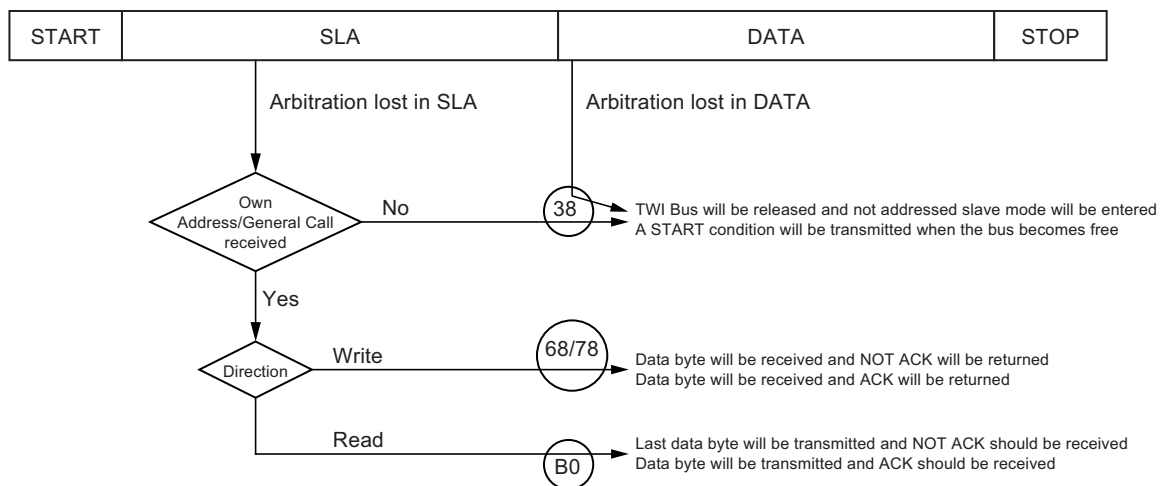 START SLA DATA STOP
Arbitration lost in SLA Arbitration lost in DATA
Own
Address/General Call
received
No
38
TWI Bus will be released and not addressed slave mode will be entered
A START condition will be transmitted when the bus becomes free
Yes
Direction
Write
68/78
Data byte will be received and NOT ACK will be returned
Data byte will be received and ACK will be returned
Read
B0
Last data byte will be transmitted and NOT ACK should be received
Data byte will be transmitted and ACK should be received